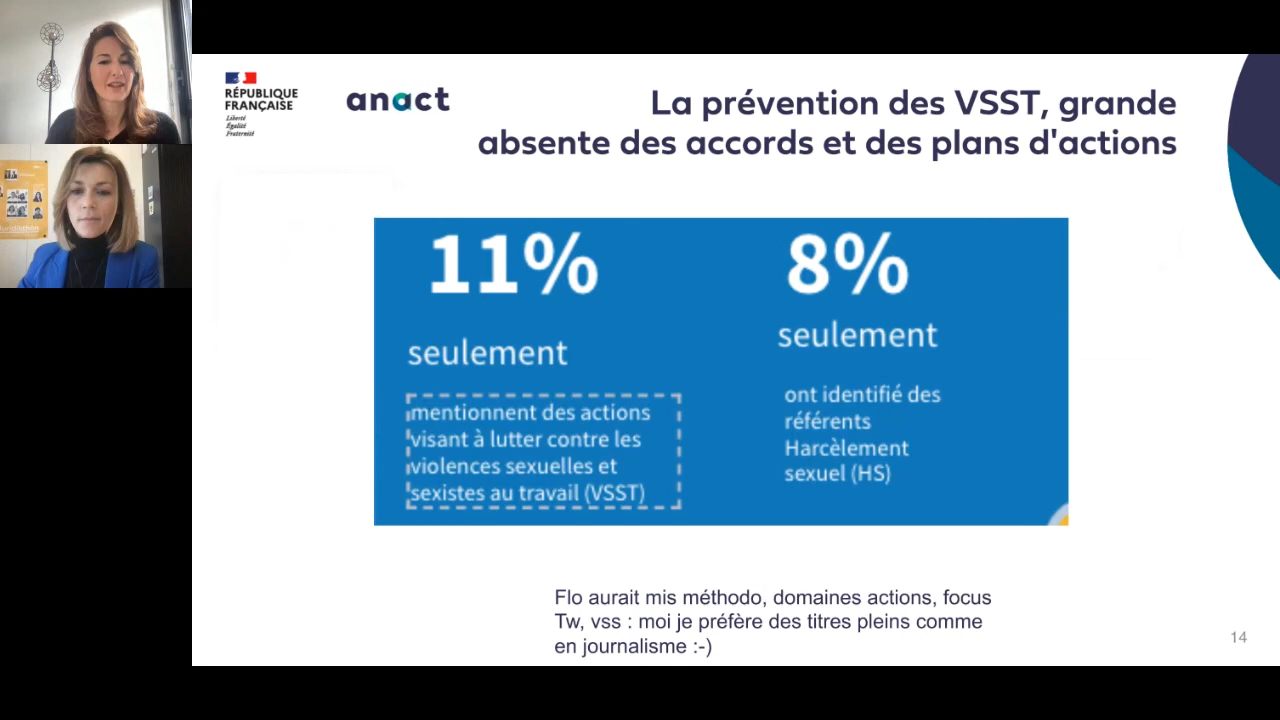 RÉPUBLIQUE
FRANÇAISE
Liberté
Égalité
Fraternité
anact
La prévention des VSST, grande
absente des accords et des plans d'actions
11%
seulement
mentionnent des actions
visant à lutter contre les
violences sexuelles et
sexistes au travail (VSST)
8%
seulement
ont identifié des
référents
Harcèlement
sexuel (HS)
Flo aurait mis méthodo, domaines actions, focus
Tw, vss : moi je préfère des titres pleins comme
en journalisme :-)
14